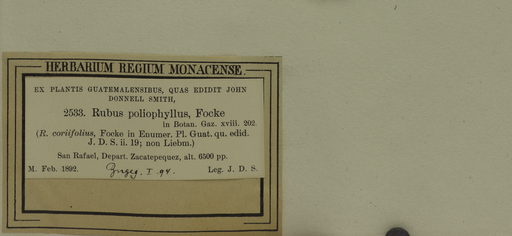 HERBARIUM REGIUM MONACENSE.
EX PLANTIS GUATEMALENSIBUS, QUAS EDIDIT JOHN
DONNELL SMITH,
2533. Rubus poliophyllus, Focke
in Botan. Gaz. xviii. 202.
(R. coriifolius, Focke in Enumer. Pl. Guat. qu. edid.
J. D. S. ii. 19; non Liebm.)
San Rafael, Depart. Zacatepequez, alt. 6500 pp.
M. Feb. 1892. I. 94. Leg. J. D. S.